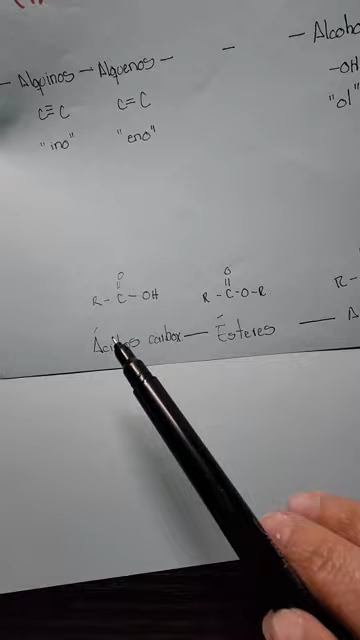 — Alquinos — Alquenos — — — Alcoho
C≡C C=C —OH
"ino" "eno" "ol"
O O
R - C - OH R - C - O - R R -
Ácidos carbox. — Ésteres — A